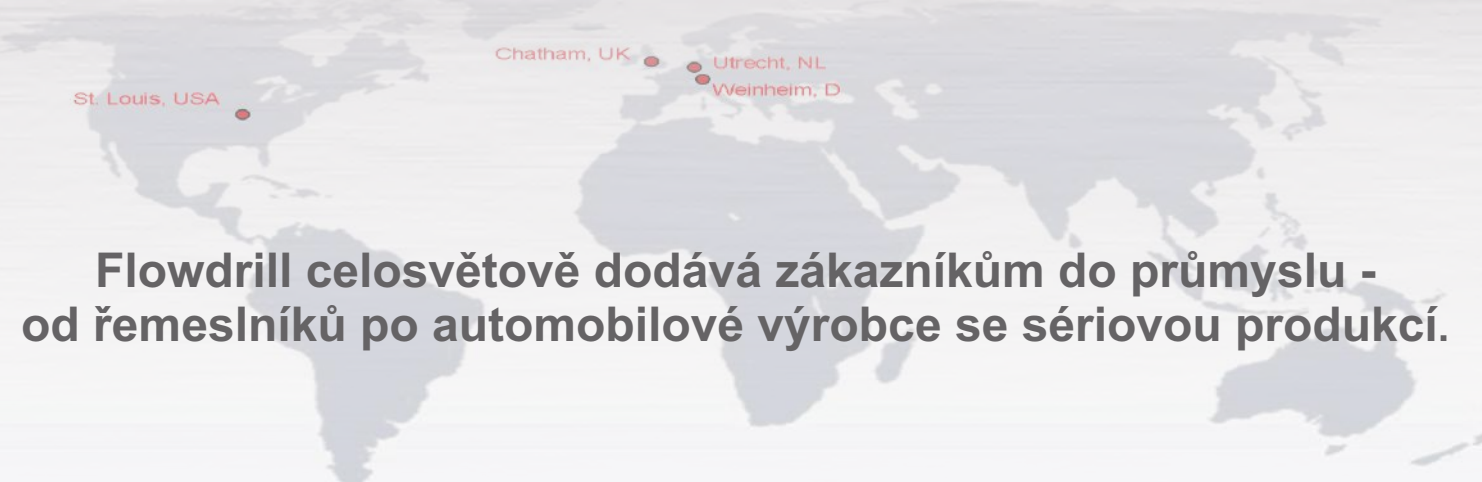 Chatham, UK
Utrecht, NL
Weinheim, D
St. Louis, USA
Flowdrill celosvětově dodává zákazníkům do průmyslu -
od řemeslníků po automobilové výrobce se sériovou produkcí.